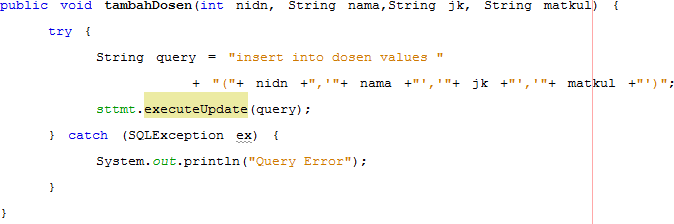 public void tambahDosen(int nidn, String nama,String jk, String matkul) {
try {
String query = "insert into dosen values "
+ "("+ nidn +",'"+ nama +"','"+ jk +"','"+ matkul +"')";
sttmt.executeUpdate(query);
} catch (SQLException ex) {
System.out.println("Query Error");
}
}